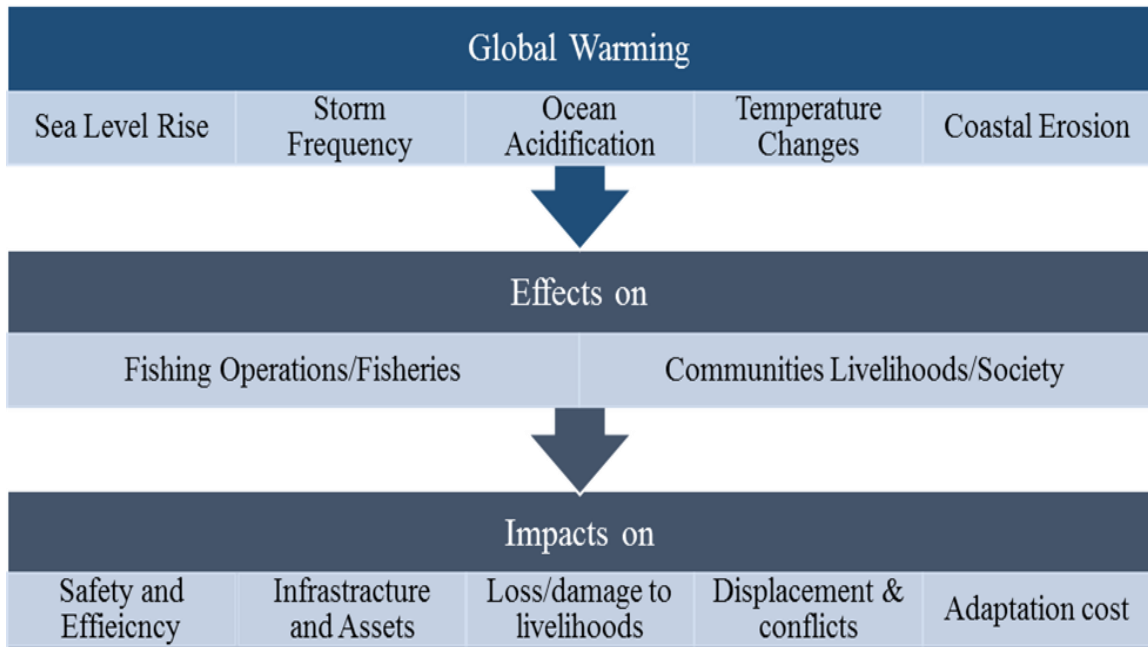 Global Warming
Sea Level Rise
Storm
Frequency
Ocean
Acidification
Temperature
Changes
Coastal Erosion
Effects on
Fishing Operations/Fisheries
Communities Livelihoods/Society
Impacts on
Safety and
Effieicncy
Infrastracture
and Assets
Loss/damage to
livelihoods
Displacement &
conflicts
Adaptation cost